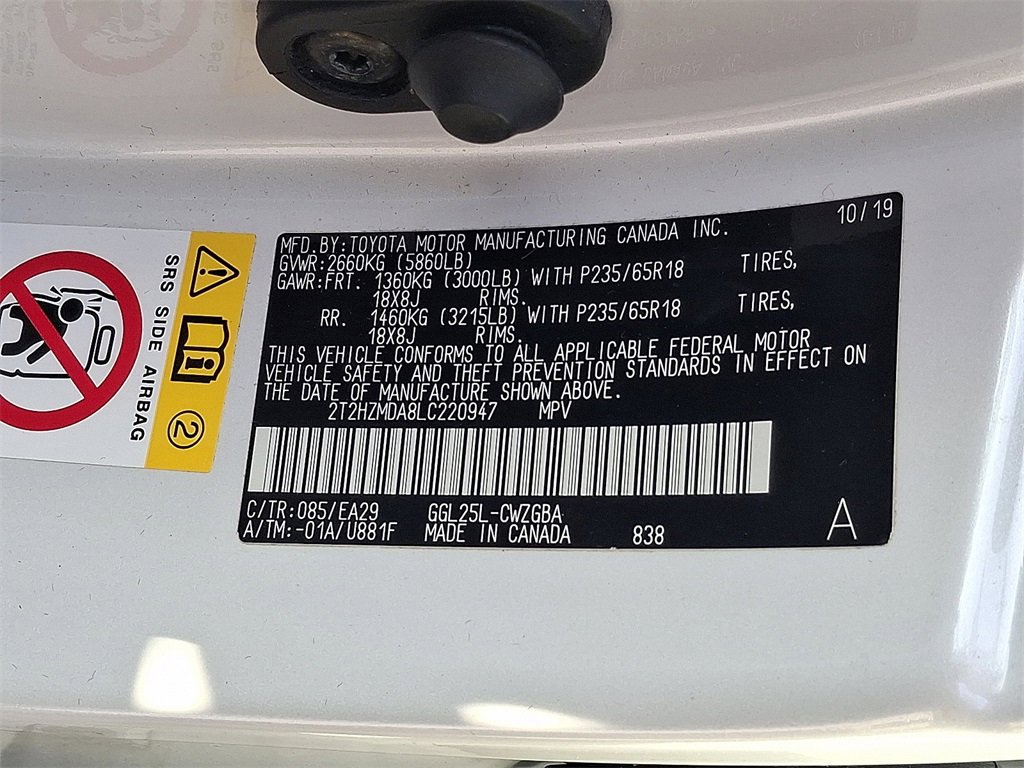 10/19
MFD.BY:TOYOTA MOTOR MANUFACTURING CANADA INC.
GVWR:2660KG (5860LB)
GAWR:FRT. 1360KG (3000LB) WITH P235/65R18 TIRES,
18X8J RIMS.
RR. 1460KG (3215LB) WITH P235/65R18 TIRES,
18X8J RIMS.
THIS VEHICLE CONFORMS TO ALL APPLICABLE FEDERAL MOTOR
VEHICLE SAFETY AND THEFT PREVENTION STANDARDS IN EFFECT ON
THE DATE OF MANUFACTURE SHOWN ABOVE.
2T2HZMDA8LC220947 MPV
C/TR:085/EA29 GGL25L-CWZGBA
A/TM:-01A/U881F MADE IN CANADA 838 A
SRS SIDE AIRBAG
2